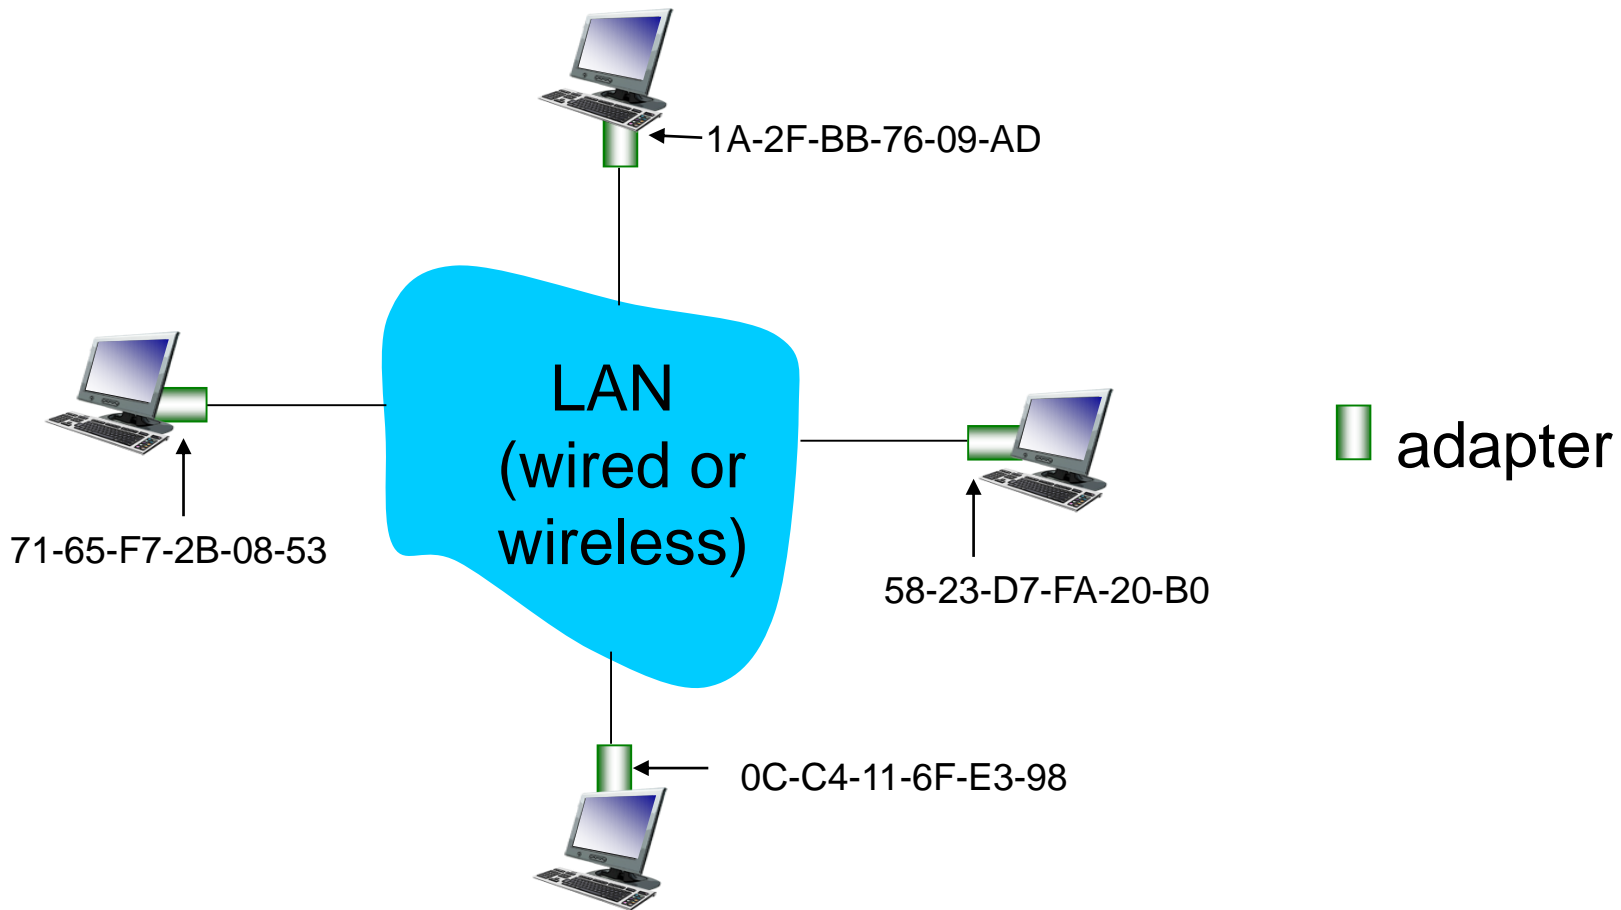 1A-2F-BB-76-09-AD
LAN
(wired or
wireless)
adapter
71-65-F7-2B-08-53
58-23-D7-FA-20-B0
0C-C4-11-6F-E3-98